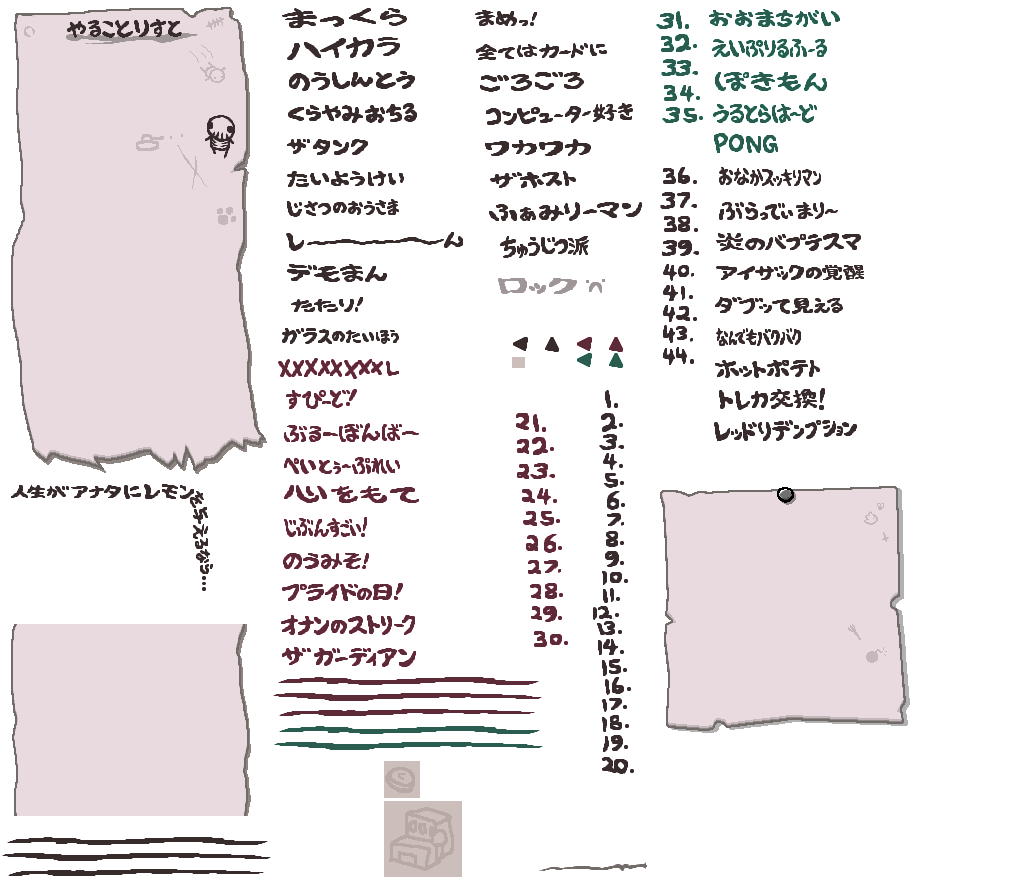 やることりすと
人生がアナタにレモン
を与えるなら...
まっくら
ハイカラ
のうしんとう
くらやみおちる
ザタンク
たいようけい
じさつのおうさま
し〜ん
デモまん
たたり!
ガラスのたいほう
XXXXXXXXL
すぴーど!
ぶるーぼんばー
ぺいとぅーぷれい
ハいをもて
じぶんすごい!
のうみそ!
プライドの日!
オナンのストリーク
ザガーディアン
まめっ!
全てはカードに
ごろごろ
コンピューター好き
ワカワカ
ザホスト
ふぁみりーマン
ちゅうじつ派
21.
22.
23.
24.
25.
26.
27.
28.
29.
30.
1.
2.
3.
4.
5.
6.
7.
8.
9.
10.
11.
12.
13.
14.
15.
16.
17.
18.
19.
20.
31.
32.
33.
34.
35.
36.
37.
38.
39.
40.
41.
42.
43.
44.
おおまちがい
えいぷりるふーる
ぽきもん
うるとらはーど
PONG
おなかスッキリマン
ぶらっでぃまりー
炎のバプテスマ
アイザックの覚醒
ダブって見える
なんでもバクバク
ホットポテト
トレカ交換!
レッドリデンプション